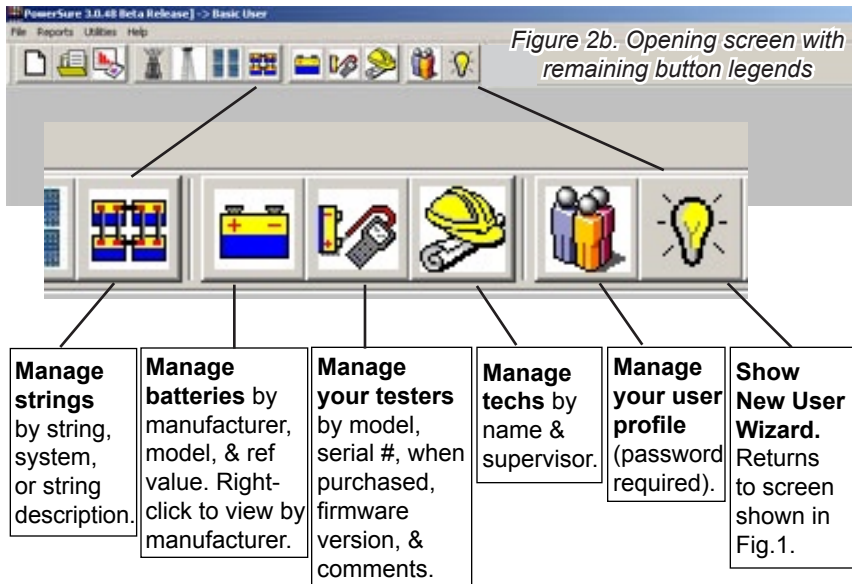 PowerSure 3.0.48 Beta Release] -> Basic User
File Reports Utilities Help
Figure 2b. Opening screen with
remaining button legends
Manage
strings
by string,
system,
or string
description.
Manage
batteries by
manufacturer,
model, & ref
value. Right-
click to view by
manufacturer.
Manage
your testers
by model,
serial #, when
purchased,
firmware
version, &
comments.
Manage
techs by
name &
supervisor.
Manage
your user
profile
(password
required).
Show
New User
Wizard.
Returns
to screen
shown in
Fig.1.